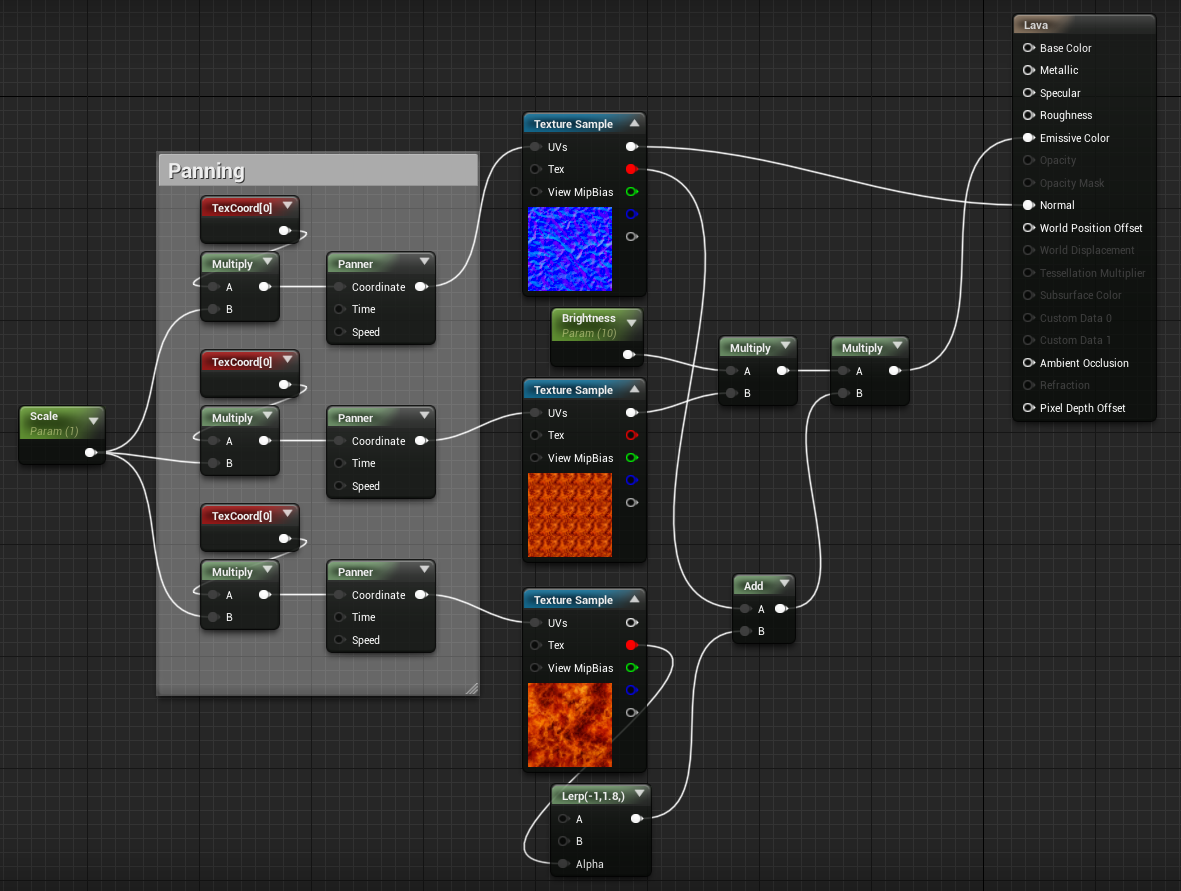 Lava
Base Color
Metallic
Specular
Roughness
Emissive Color
Opacity
Opacity Mask
Normal
World Position Offset
World Displacement
Tessellation Multiplier
Subsurface Color
Custom Data 0
Custom Data 1
Ambient Occlusion
Refraction
Pixel Depth Offset
Scale
Param (1)
Panning
TexCoord[0]
Multiply
A
B
Panner
Coordinate
Time
Speed
TexCoord[0]
Multiply
A
B
Panner
Coordinate
Time
Speed
TexCoord[0]
Multiply
A
B
Panner
Coordinate
Time
Speed
Texture Sample
UVs
Tex
View MipBias
Brightness
Param (10)
Texture Sample
UVs
Tex
View MipBias
Texture Sample
UVs
Tex
View MipBias
Lerp(-1,1.8,)
A
B
Alpha
Multiply
A
B
Multiply
A
B
Add
A
B